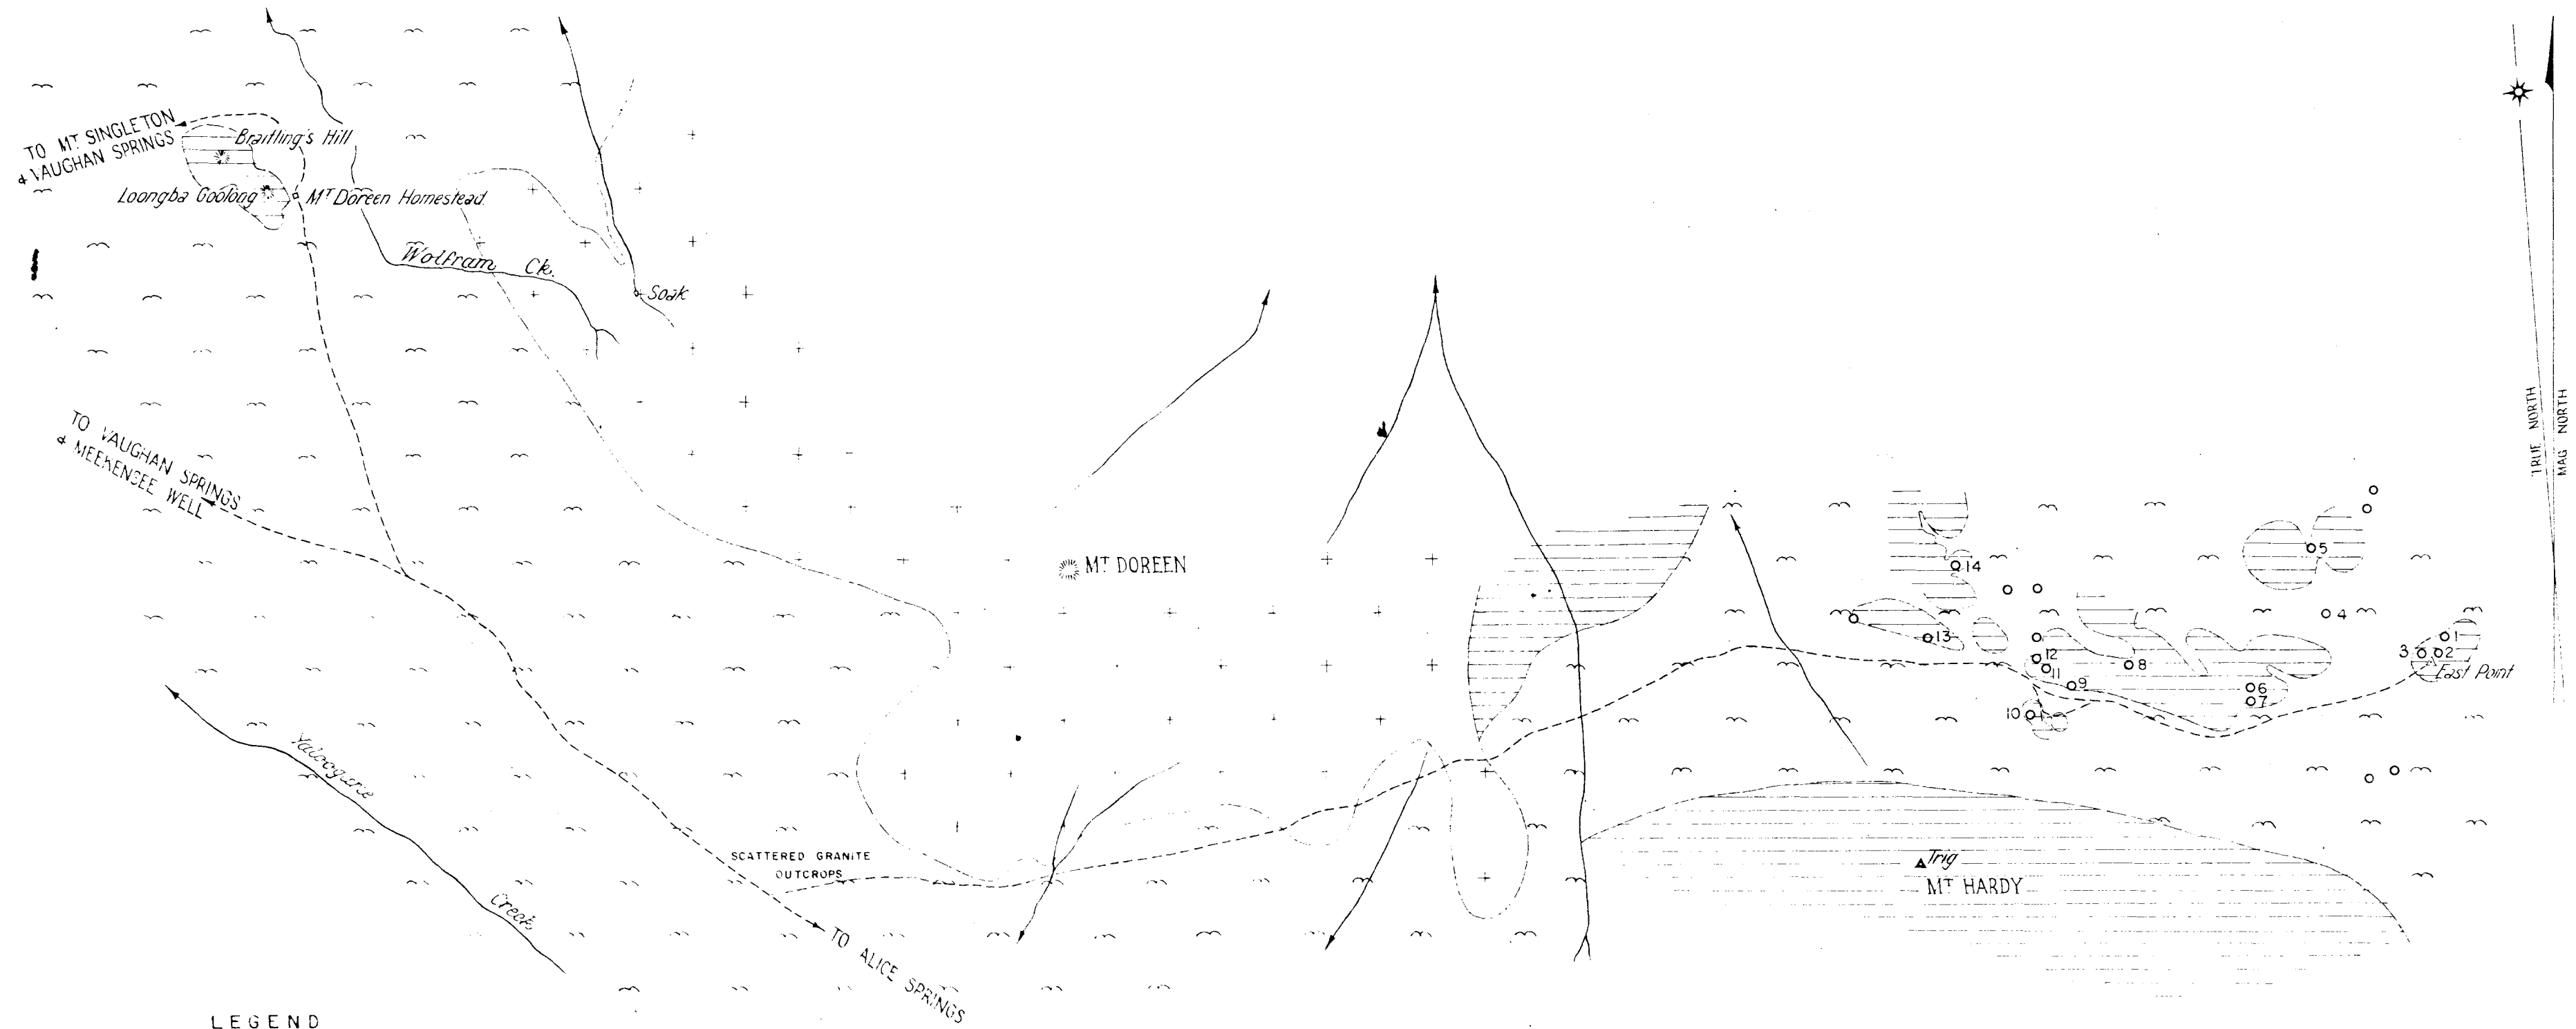 TO MT SINGLETON
& VAUGHAN SPRINGS
Braitling's Hill
Loongba Goolong
MT Doreen Homestead
Wolfram Ck.
Soak
TO VAUGHAN SPRINGS
& MEEKENSEE WELL
MT DOREEN
TRUE NORTH
MAG NORTH
5
14
4
13
1
12
3
2
11
8
East Point
9
6
7
10
Yaloogarie
Creek
SCATTERED GRANITE
OUTCROPS
Trig
MT HARDY
TO ALICE SPRINGS
LEGEND